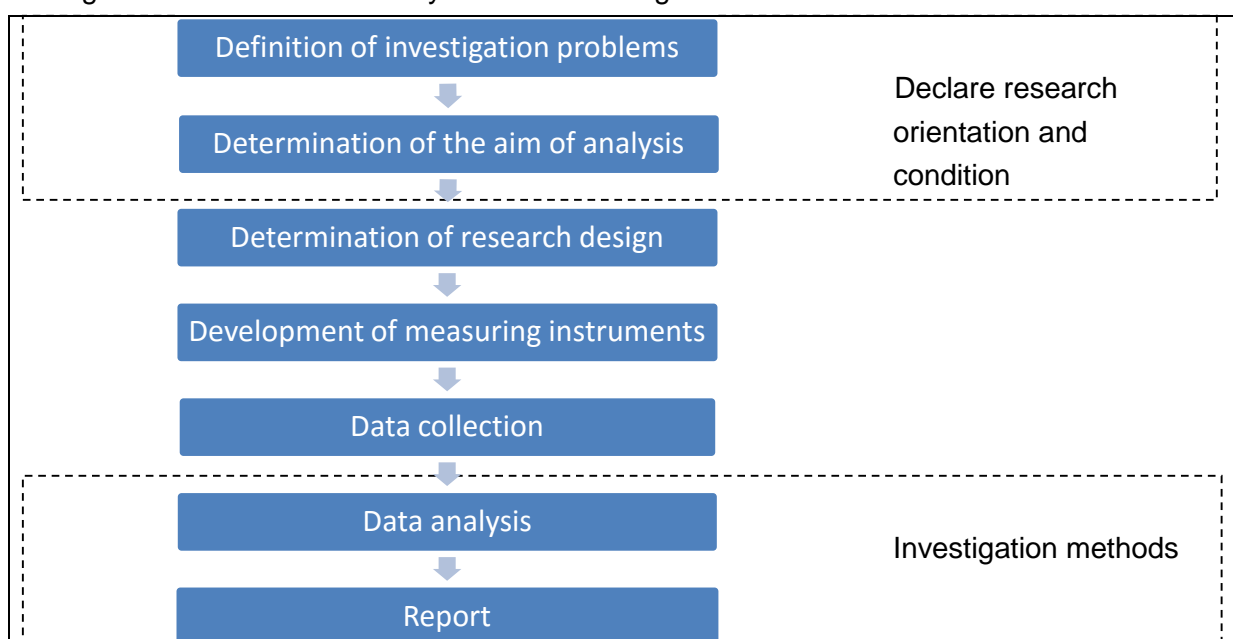 Definition of investigation problems
Declare research
orientation and
condition
Determination of the aim of analysis
Determination of research design
Development of measuring instruments
Data collection
Data analysis
Investigation methods
Report